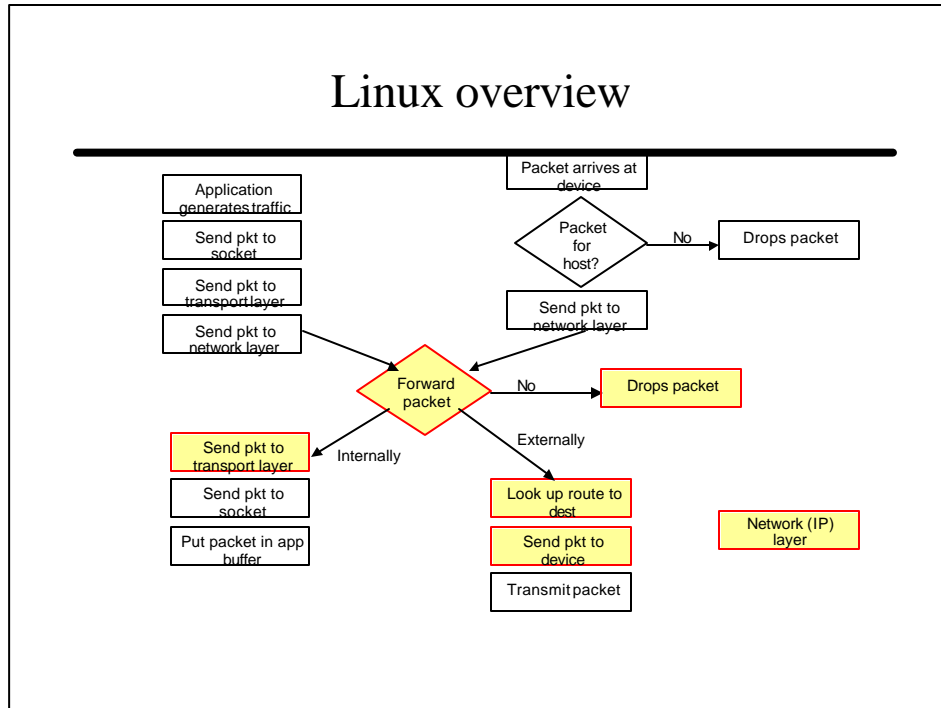 Linux overview
Application
generates traffic
Send pkt to
socket
Send pkt to
transport layer
Send pkt to
network layer
Packet arrives at
device
Packet
for
host?
No
Drops packet
Send pkt to
network layer
Forward
packet
No
Drops packet
Internally
Externally
Send pkt to
transport layer
Send pkt to
socket
Put packet in app
buffer
Look up route to
dest
Send pkt to
device
Transmit packet
Network (IP)
layer